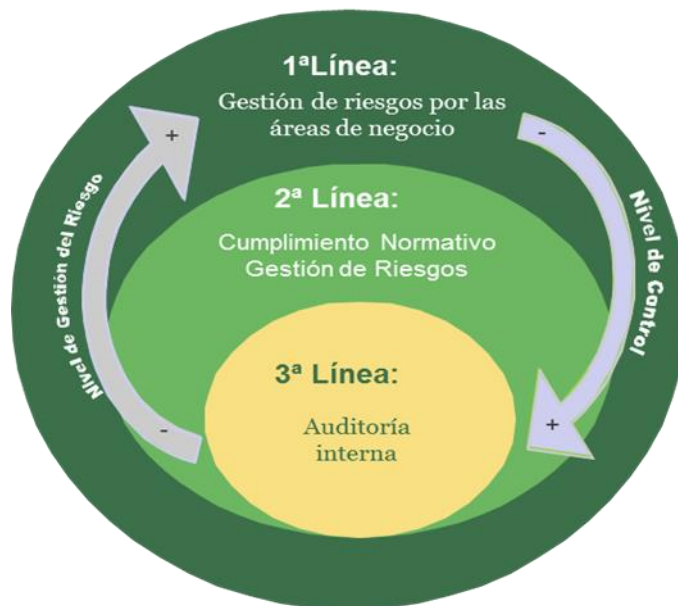 1ªLínea:
Gestión de riesgos por las
áreas de negocio
+
-
2ª Línea:
Cumplimiento Normativo
Gestión de Riesgos
Nivel de Gestión del Riesgo
Nivel de Control
3ª Línea:
Auditoría
interna
-
+